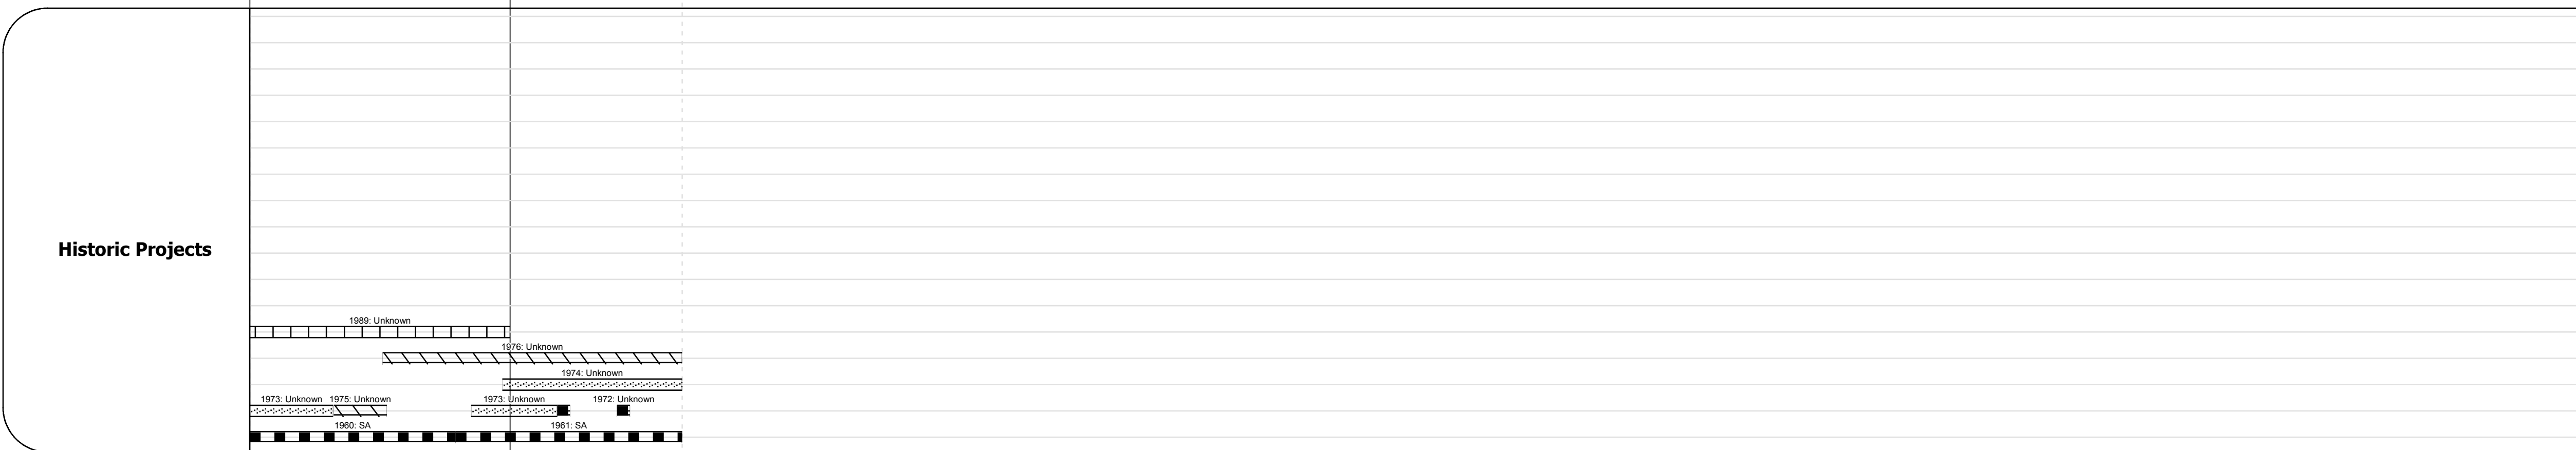 Historic Projects
1989: Unknown
1976: Unknown
1974: Unknown
1973: Unknown 1975: Unknown 1973: Unknown 1972: Unknown
1960: SA 1961: SA